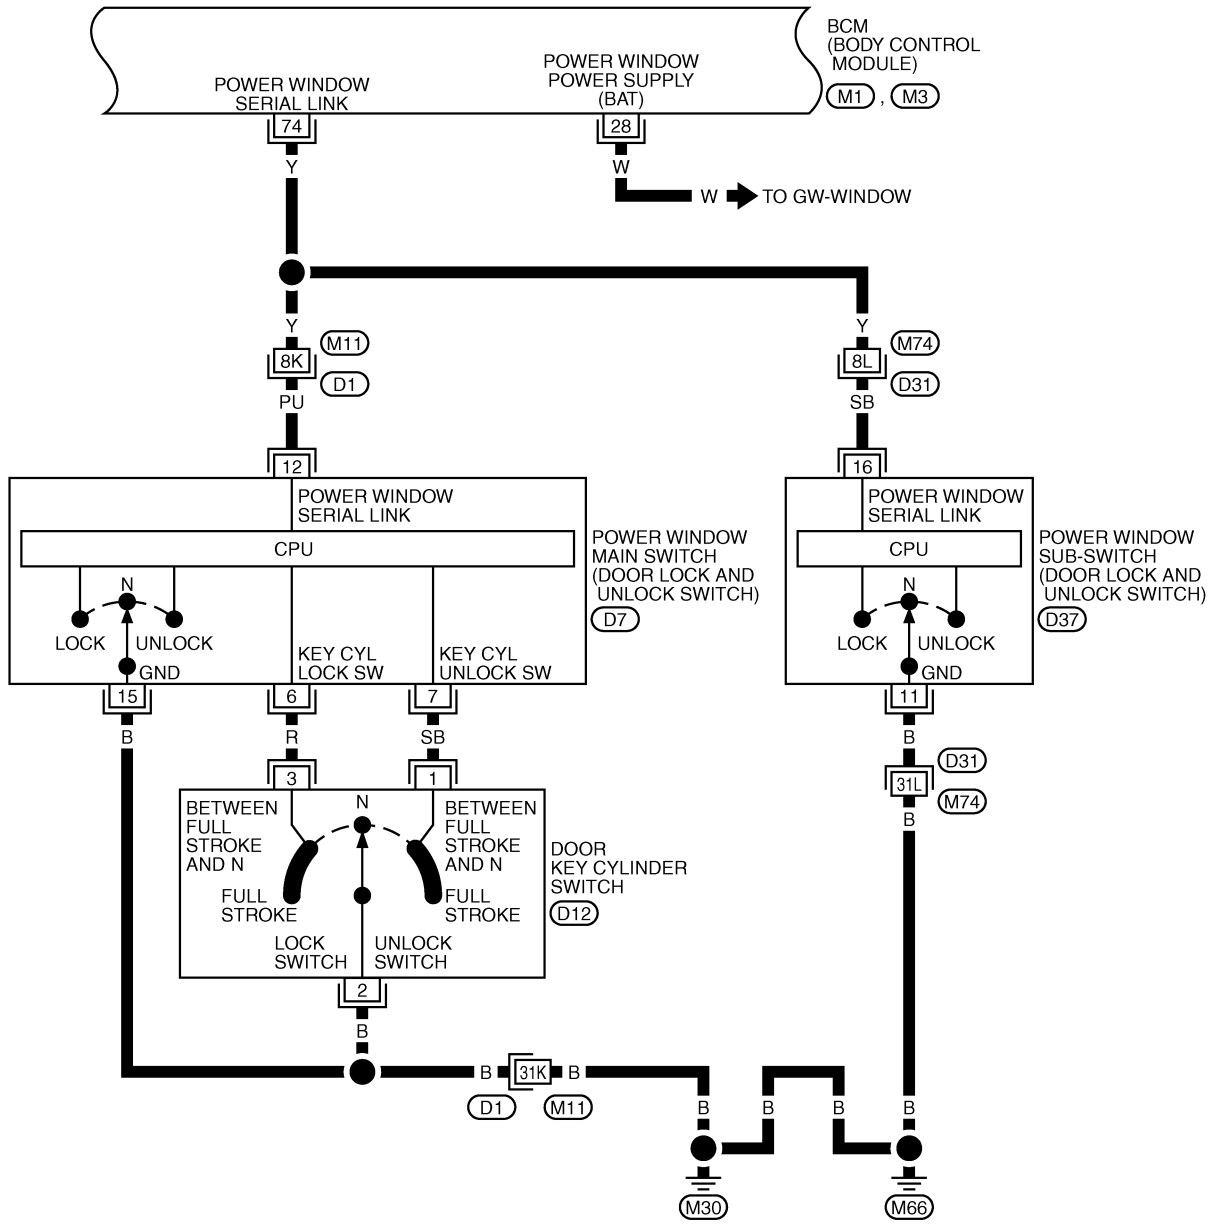 BCM
(BODY CONTROL
MODULE)
M1 , M3
POWER WINDOW
SERIAL LINK
POWER WINDOW
POWER SUPPLY
(BAT)
74
28
Y
W
W
TO GW-WINDOW
Y
M11
8K
D1
PU
Y
M74
8L
D31
SB
12
16
POWER WINDOW
SERIAL LINK
CPU
N
LOCK
UNLOCK
GND
KEY CYL
LOCK SW
KEY CYL
UNLOCK SW
POWER WINDOW
MAIN SWITCH
(DOOR LOCK AND
UNLOCK SWITCH)
D7
POWER WINDOW
SERIAL LINK
CPU
N
LOCK
UNLOCK
GND
POWER WINDOW
SUB-SWITCH
(DOOR LOCK AND
UNLOCK SWITCH)
D37
15
6
7
11
B
R
SB
B
3
1
D31
31L
M74
B
BETWEEN
FULL
STROKE
AND N
N
BETWEEN
FULL
STROKE
AND N
FULL
STROKE
FULL
STROKE
LOCK
SWITCH
UNLOCK
SWITCH
DOOR
KEY CYLINDER
SWITCH
D12
2
B
B
31K
B
D1
M11
B
B
B
B
M30
M66